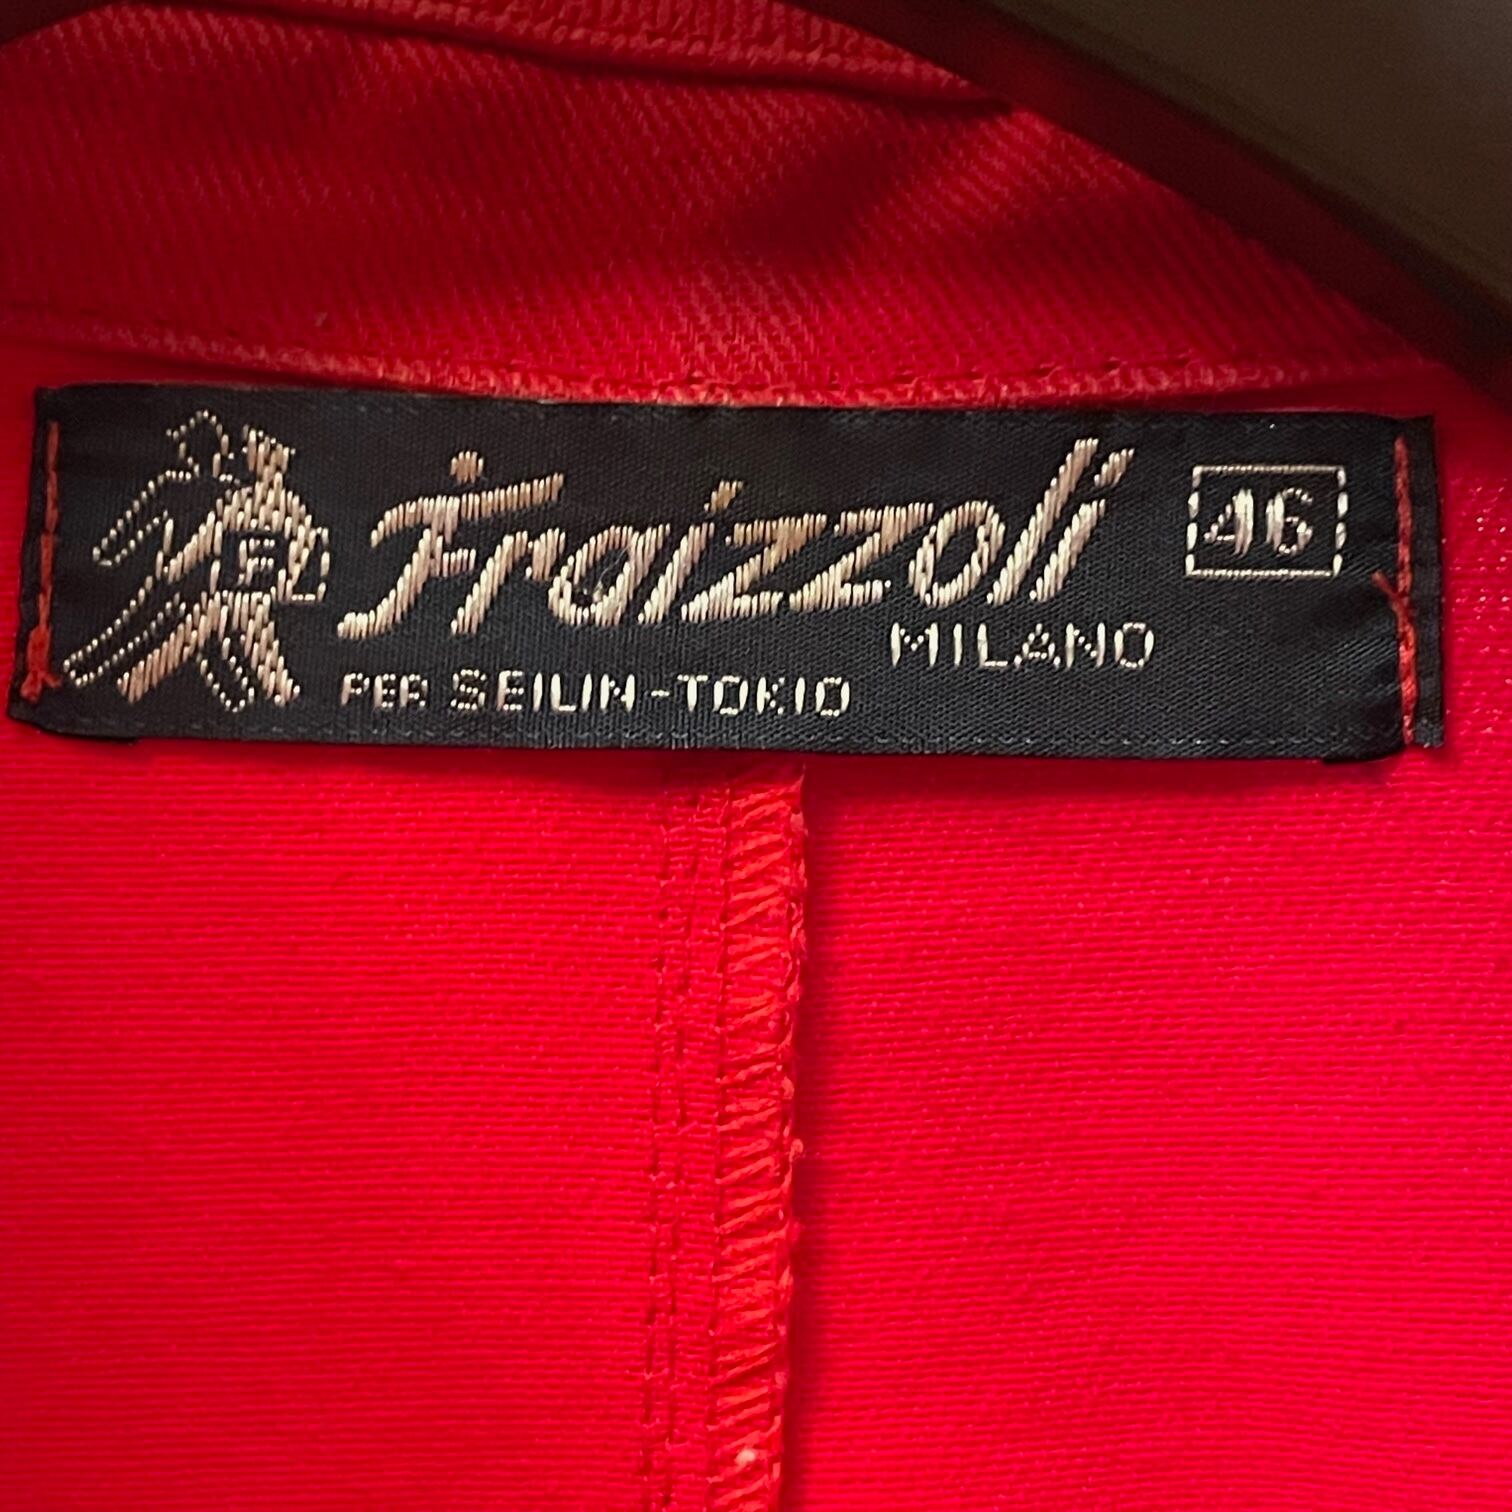 Fraizzoli
46
MILANO
PER SEILIN-TOKIO
F